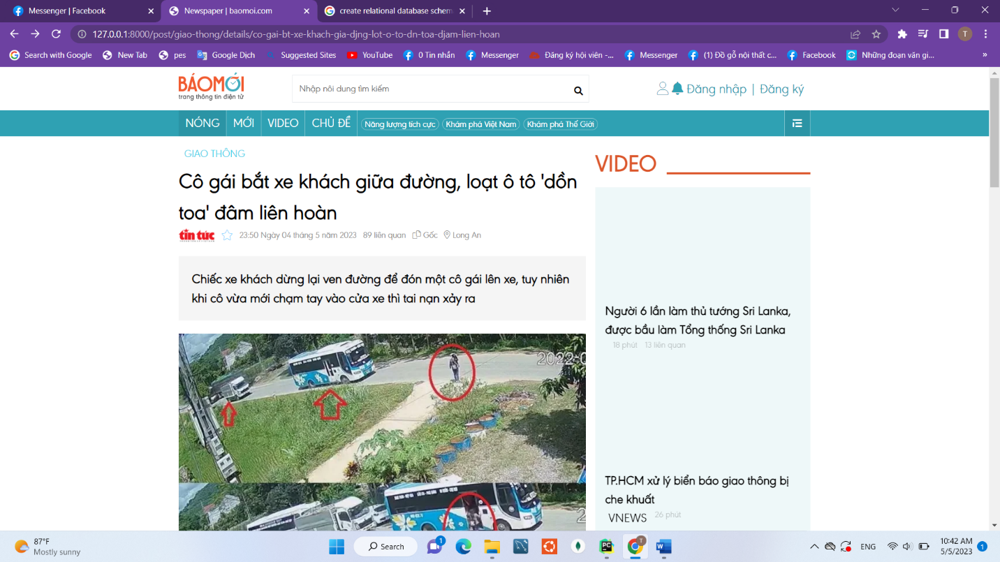 Messenger | Facebook
Newspaper | baomoi.com
create relational database schem
127.0.0.1:8000/post/giao-thong/details/co-gai-bt-xe-khach-gia-djng-lot-o-to-dn-toa-djam-lien-hoan
T
Search with Google
New Tab
pes
Google Dịch
Suggested Sites
YouTube
0 Tin nhắn
Messenger
Đăng ký hội viên -...
Messenger
(1) Đồ gỗ nội thất c...
Facebook
Những đoạn văn gi...
»
BÁOMỚI
trang thông tin điện tử
Nhập nôi dung tìm kiếm
Đăng nhập | Đăng ký
NÓNG
MỚI
VIDEO
CHỦ ĐỀ
Năng lượng tích cực
Khám phá Việt Nam
Khám phá Thế Giới
GIAO THÔNG
Cô gái bắt xe khách giữa đường, loạt ô tô 'dồn
toa' đâm liên hoàn
tin tức
23:50 Ngày 04 tháng 5 năm 2023
89 liên quan
Gốc
Long An
Chiếc xe khách dừng lại ven đường để đón một cô gái lên xe, tuy nhiên
khi cô vừa mới chạm tay vào cửa xe thì tai nạn xảy ra
2022-0
2
VIDEO
Người 6 lần làm thủ tướng Sri Lanka,
được bầu làm Tổng thống Sri Lanka
18 phút
13 liên quan
TP.HCM xử lý biển báo giao thông bị
che khuất
VNEWS
26 phút
87°F
Mostly sunny
Search
1
PC
T
W
ENG
10:42 AM
5/5/2023
1